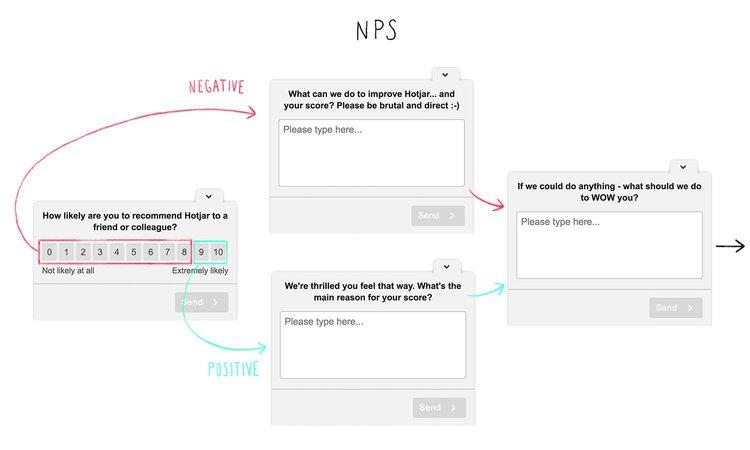 NPS
NEGATIVE
What can we do to improve Hotjar... and
your score? Please be brutal and direct :-)
Please type here...
Send
How likely are you to recommend Hotjar to a
friend or colleague?
0 1 2 3 4 5 6 7 8 9 10
Not likely at all Extremely likely
Send
POSITIVE
We're thrilled you feel that way. What's the
main reason for your score?
Please type here...
Send
If we could do anything - what should we do
to WOW you?
Please type here...
Send